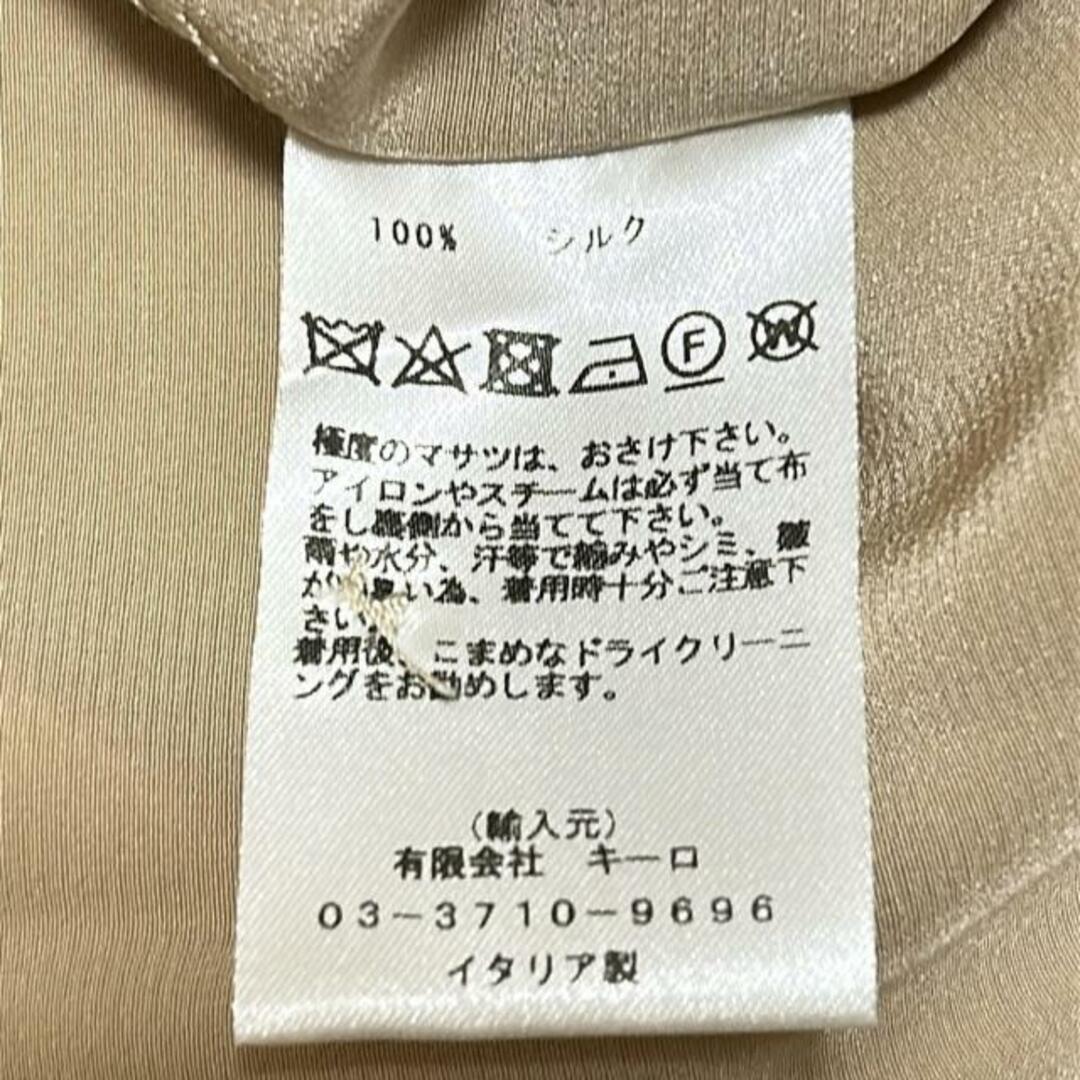 100% シルク
F W
極度のマサツは、おさけ下さい。
アイロンやスチームは必ず当て布
をし裏側から当てて下さい。
雨や水分、汗等で縮みやシミ、皺
い為、着用時十分ご注意下
さい。
着用後、こまめなドライクリーニ
ングをお勧めします。
(輸入元)
有限会社 キーロ
03-3710-9696
イタリア製